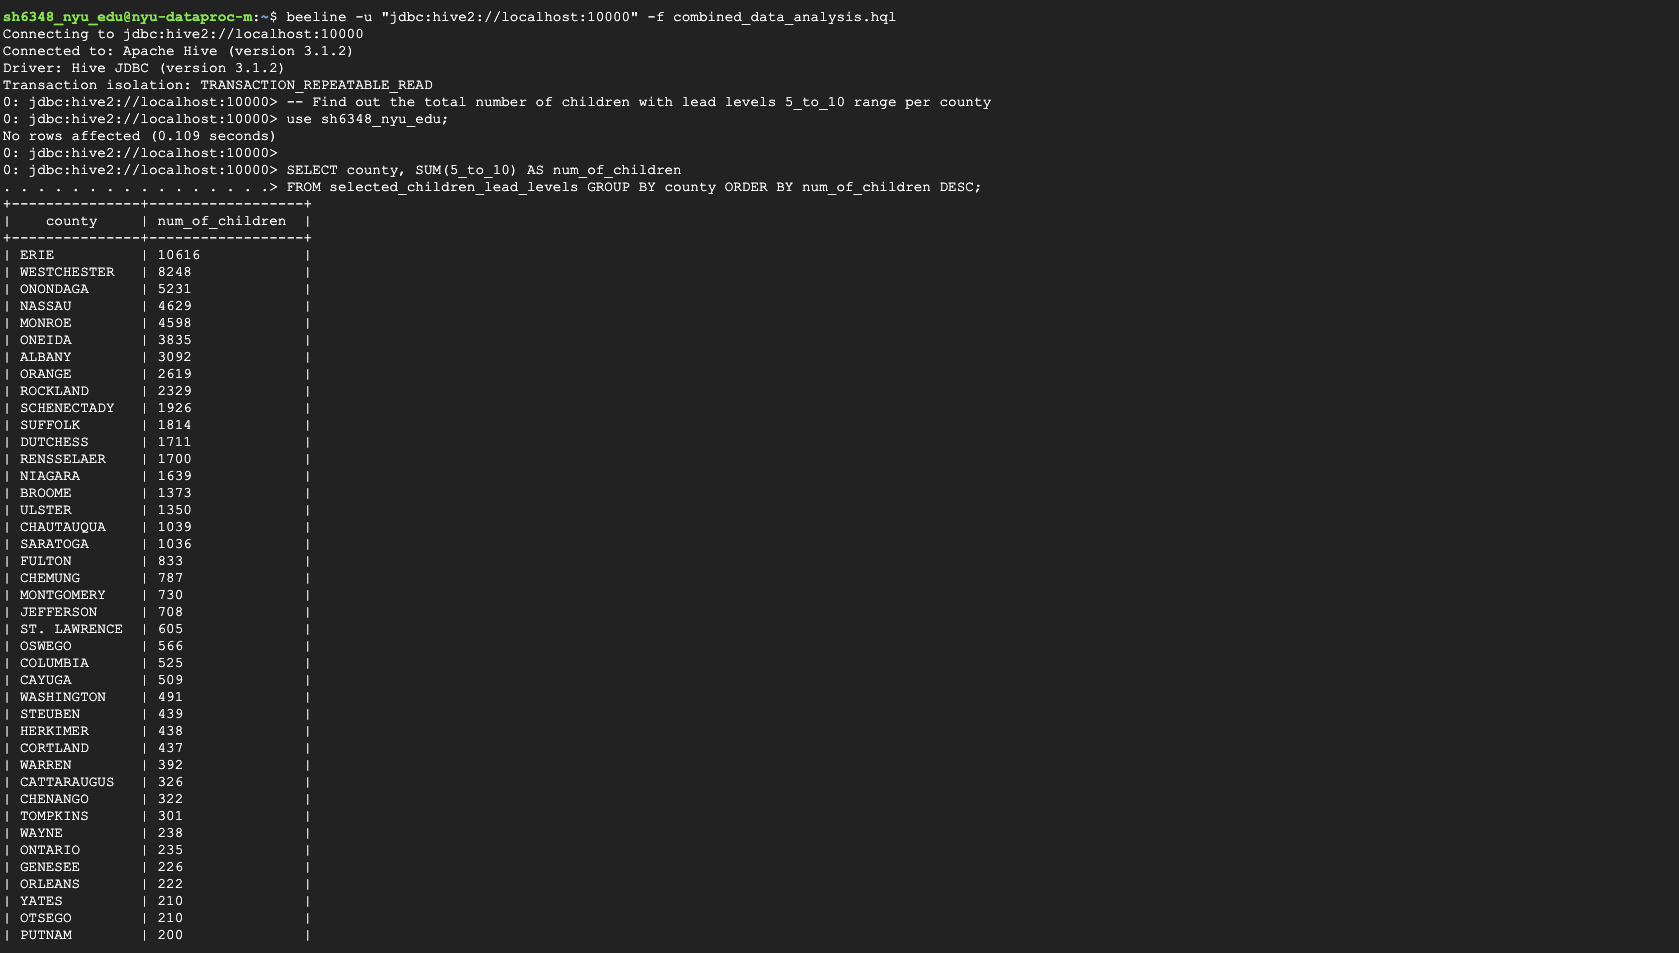 sh6348_nyu_edu@nyu-dataproc-m:~$ beeline -u "jdbc:hive2://localhost:10000" -f combined_data_analysis.hql
Connecting to jdbc:hive2://localhost:10000
Connected to: Apache Hive (version 3.1.2)
Driver: Hive JDBC (version 3.1.2)
Transaction isolation: TRANSACTION_REPEATABLE_READ
0: jdbc:hive2://localhost:10000> -- Find out the total number of children with lead levels 5_to_10 range per county
0: jdbc:hive2://localhost:10000> use sh6348_nyu_edu;
No rows affected (0.109 seconds)
0: jdbc:hive2://localhost:10000>
0: jdbc:hive2://localhost:10000> SELECT county, SUM(5_to_10) AS num_of_children
. . . . . . . . . . . . . . . .> FROM selected_children_lead_levels GROUP BY county ORDER BY num_of_children DESC;
+---------------+------------------+
|    county     | num_of_children  |
+---------------+------------------+
| ERIE          | 10616            |
| WESTCHESTER   | 8248             |
| ONONDAGA      | 5231             |
| NASSAU        | 4629             |
| MONROE        | 4598             |
| ONEIDA        | 3835             |
| ALBANY        | 3092             |
| ORANGE        | 2619             |
| ROCKLAND      | 2329             |
| SCHENECTADY   | 1926             |
| SUFFOLK       | 1814             |
| DUTCHESS      | 1711             |
| RENSSELAER    | 1700             |
| NIAGARA       | 1639             |
| BROOME        | 1373             |
| ULSTER        | 1350             |
| CHAUTAUQUA    | 1039             |
| SARATOGA      | 1036             |
| FULTON        | 833              |
| CHEMUNG       | 787              |
| MONTGOMERY    | 730              |
| JEFFERSON     | 708              |
| ST. LAWRENCE  | 605              |
| OSWEGO        | 566              |
| COLUMBIA      | 525              |
| CAYUGA        | 509              |
| WASHINGTON    | 491              |
| STEUBEN       | 439              |
| HERKIMER      | 438              |
| CORTLAND      | 437              |
| WARREN        | 392              |
| CATTARAUGUS   | 326              |
| CHENANGO      | 322              |
| TOMPKINS      | 301              |
| WAYNE         | 238              |
| ONTARIO       | 235              |
| GENESEE       | 226              |
| ORLEANS       | 222              |
| YATES         | 210              |
| OTSEGO        | 210              |
| PUTNAM        | 200              |